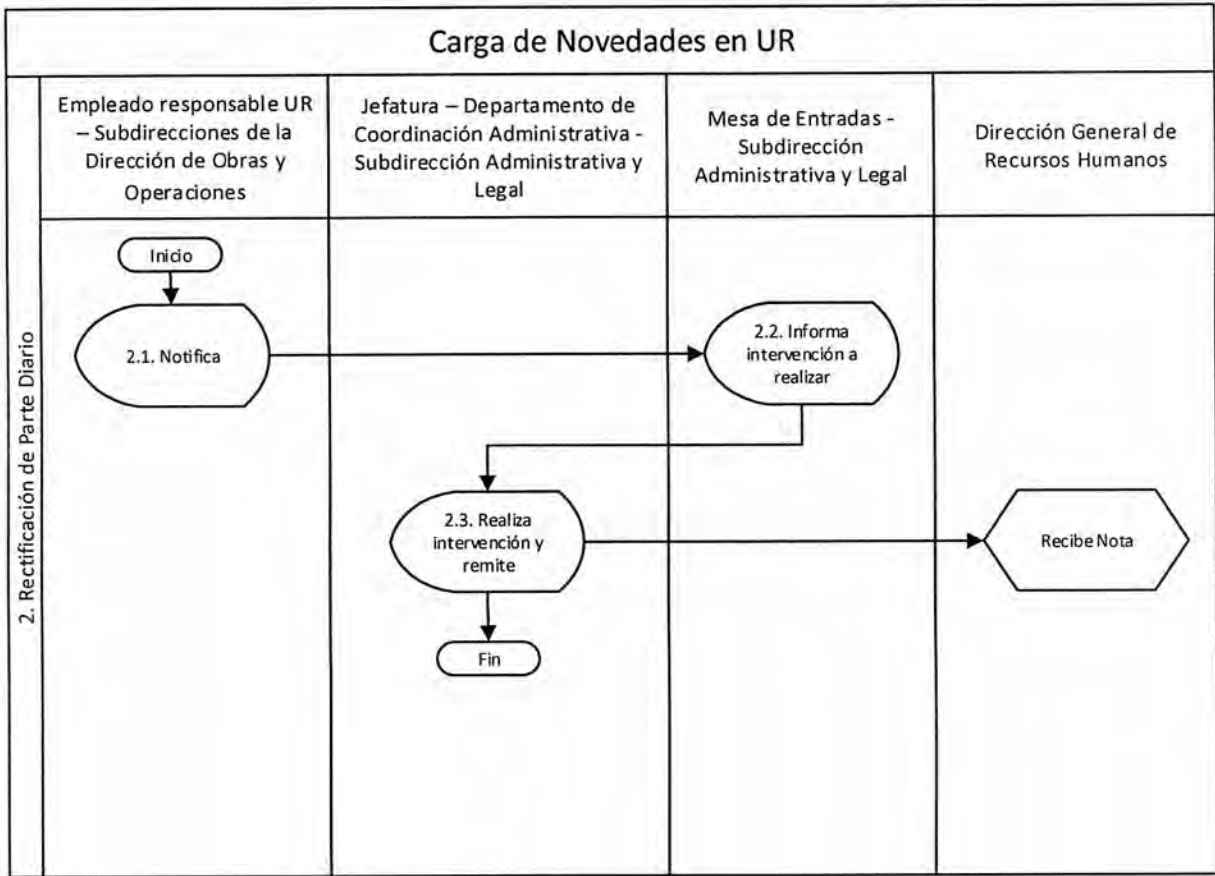 Carga de Novedades en UR
Empleado responsable UR
– Subdirecciones de la
Dirección de Obras y
Operaciones
Jefatura – Departamento de
Coordinación Administrativa -
Subdirección Administrativa y
Legal
Mesa de Entradas -
Subdirección
Administrativa y Legal
Dirección General de
Recursos Humanos
2. Rectificación de Parte Diario
Inicio
2.1. Notifica
2.2. Informa
intervención a
realizar
2.3. Realiza
intervención y
remite
Recibe Nota
Fin